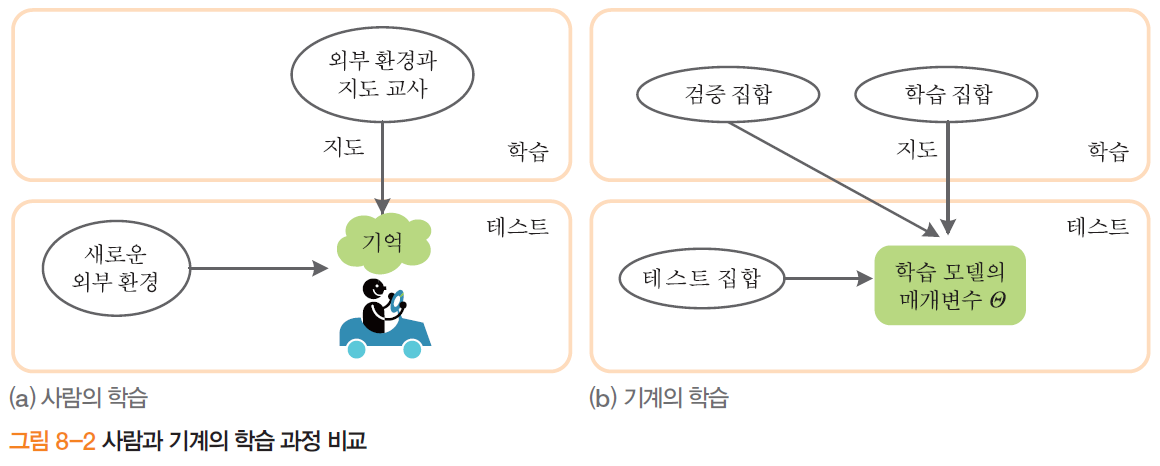 외부 환경과
지도 교사
지도
학습
새로운
외부 환경
기억
테스트
(a) 사람의 학습
검증 집합
학습 집합
지도
학습
테스트
테스트 집합
학습 모델의
매개변수 Θ
(b) 기계의 학습
그림 8-2 사람과 기계의 학습 과정 비교